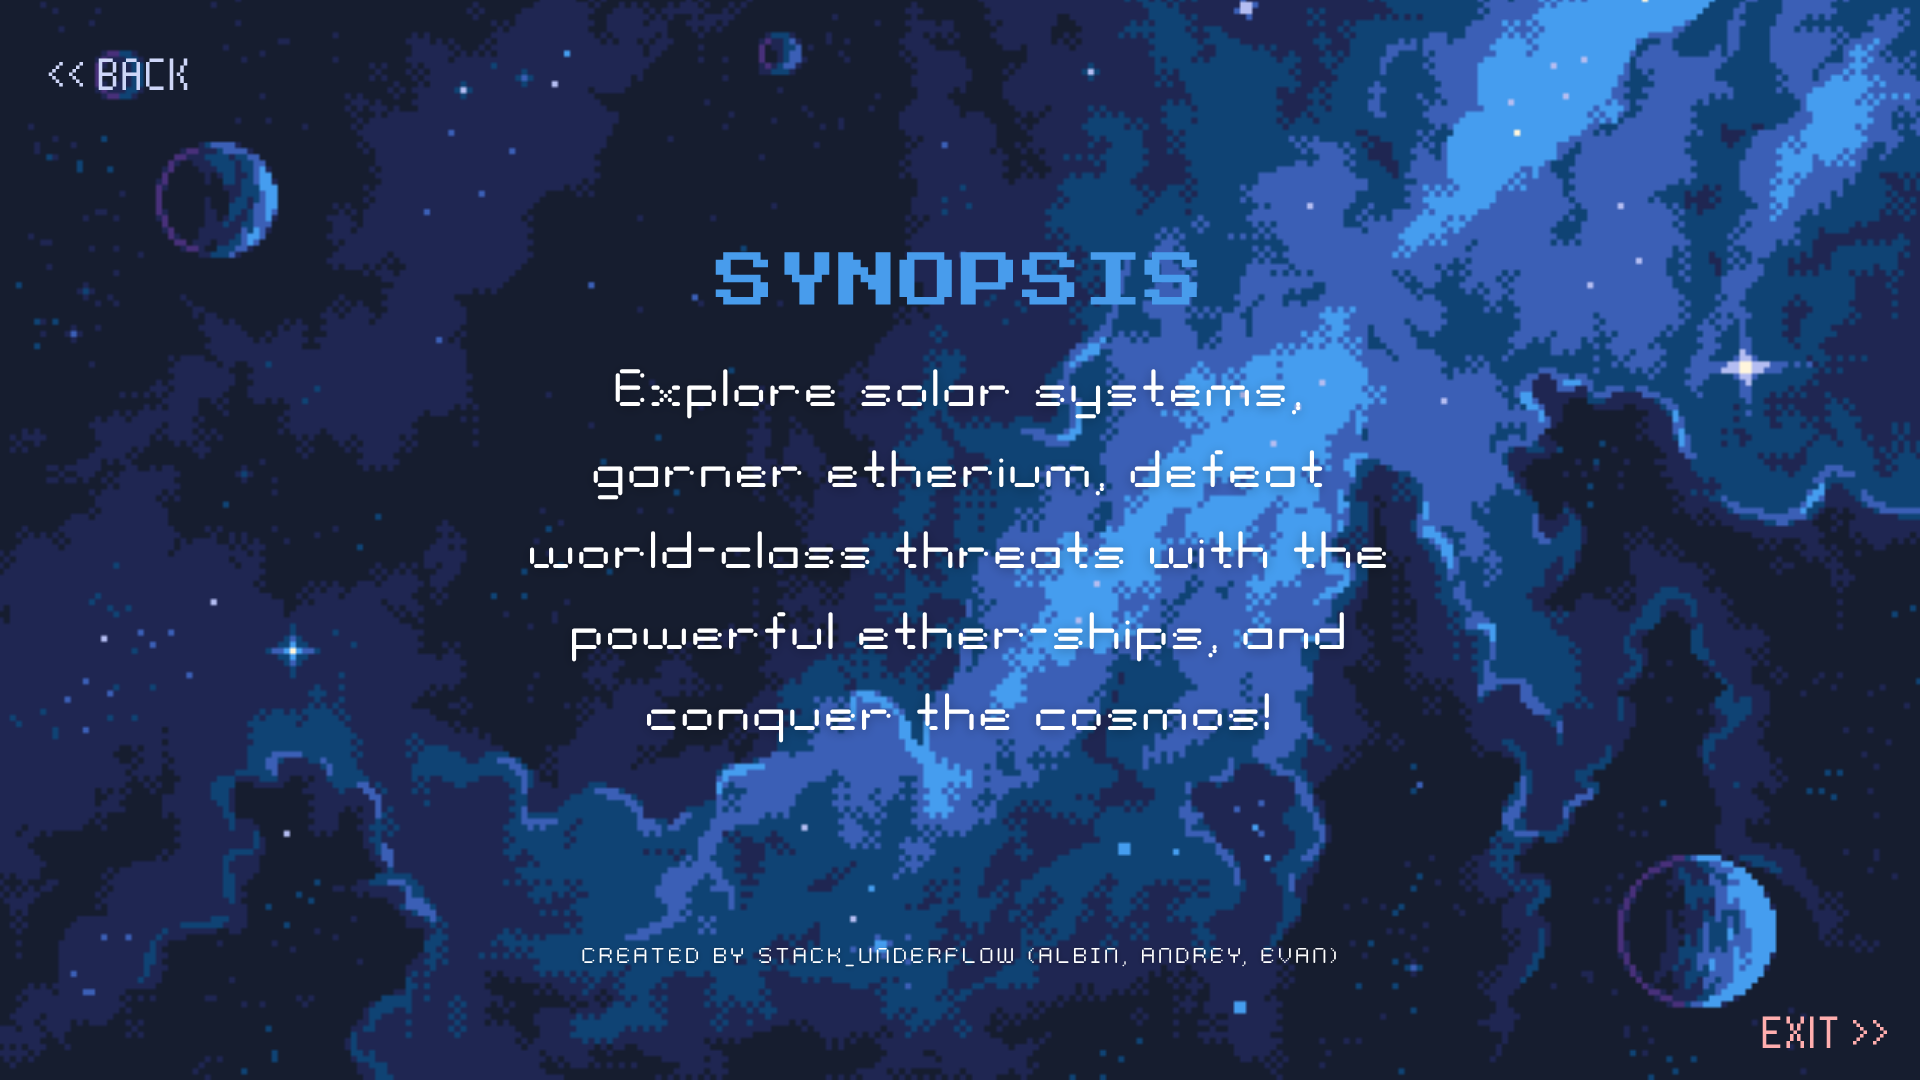 << BACK
SYNOPSIS
Explore solar systems,
garner etherium, defeat
world-class threats with the
powerful ether-ships, and
conquer the cosmos!
CREATED BY STACK_UNDERFLOW (ALBIN, ANDREY, EVAN)
EXIT >>